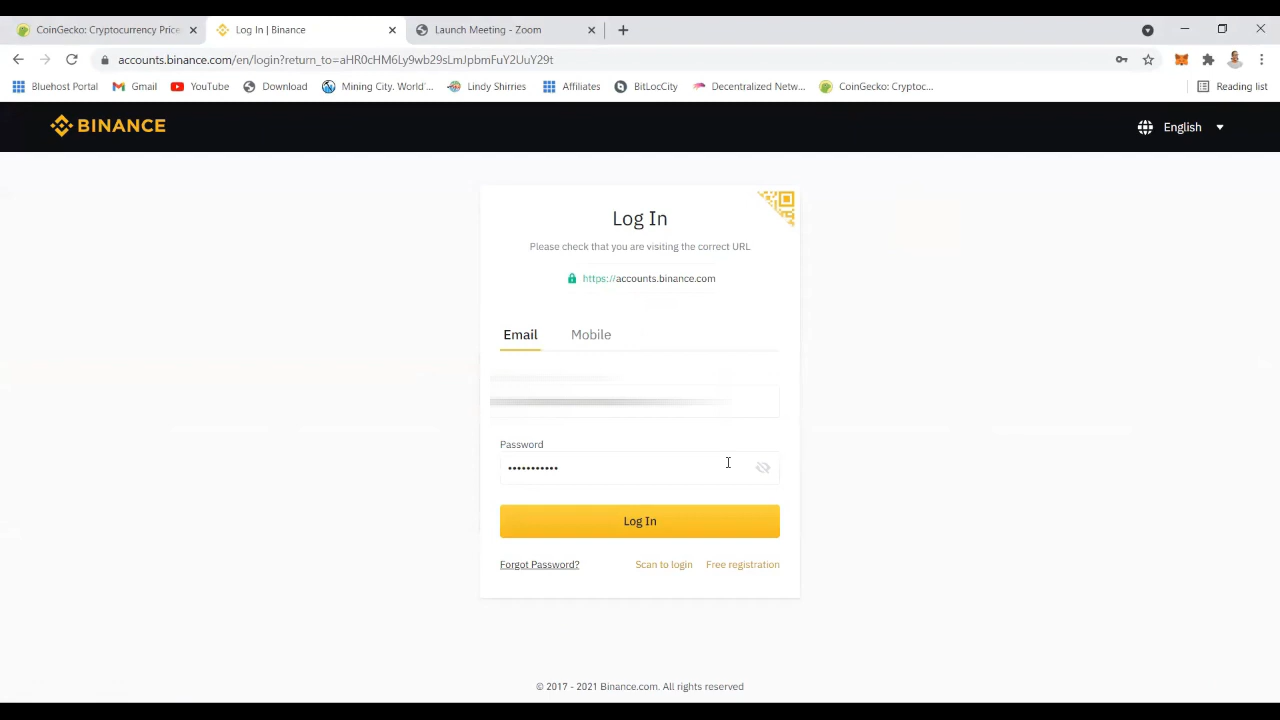 CoinGecko: Cryptocurrency Price
Log In | Binance
Launch Meeting - Zoom
accounts.binance.com/en/login?return_to=aHR0cHM6Ly9wb29sLmJpbmFuY2UuY29t
Bluehost Portal
Gmail
YouTube
Download
Mining City. World'...
Lindy Shirries
Affiliates
BitLocCity
Decentralized Netw...
CoinGecko: Cryptoc...
Reading list
BINANCE
English
Log In
Please check that you are visiting the correct URL
https://accounts.binance.com
Email
Mobile
Password
•••••••••••
Log In
Forgot Password?
Scan to login
Free registration
© 2017 - 2021 Binance.com. All rights reserved